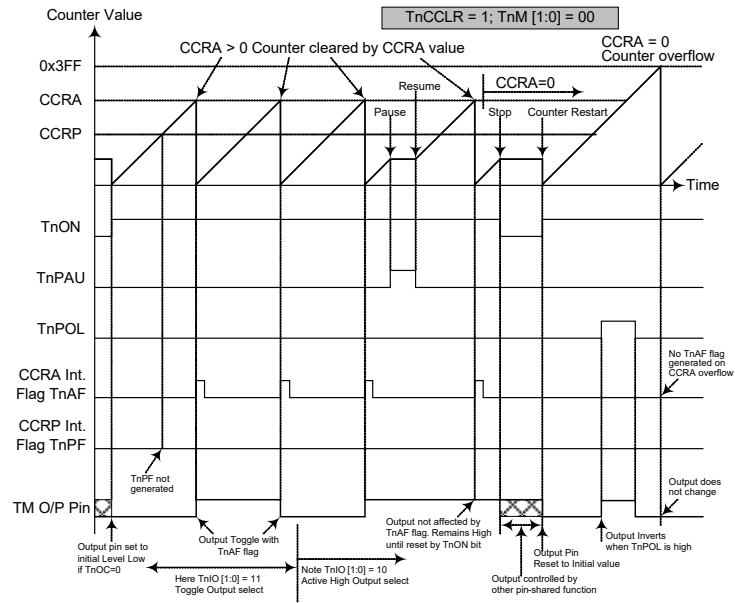 TnCCLR = 1; TnM [1:0] = 00
Counter Value
CCRA = 0
Counter overflow
CCRA > 0 Counter cleared by CCRA value
0x3FF
Resume
CCRA=0
CCRA
Pause
Stop
Counter Restart
CCRP
Time
TnON
TnPAU
TnPOL
No TnAF flag
generated on
CCRA overflow
CCRA Int.
Flag TnAF
CCRP Int.
Flag TnPF
TnPF not
generated
TM O/P Pin
Output does
not change
Output pin set to
initial Level Low
if TnOC=0
Output Toggle with
TnAF flag
Output not affected by
TnAF flag. Remains High
until reset by TnON bit
Output Pin
Reset to Initial value
Output Inverts
when TnPOL is high
Here TnIO [1:0] = 11
Toggle Output select
Note TnIO [1:0] = 10
Active High Output select
Output controlled by
other pin-shared function